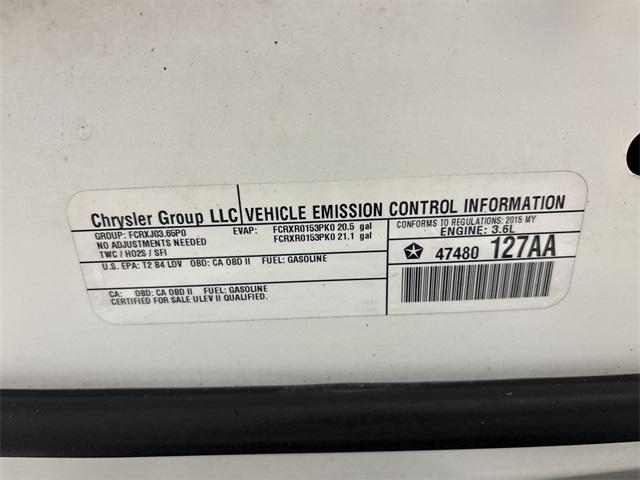 Chrysler Group LLC VEHICLE EMISSION CONTROL INFORMATION
GROUP: FCRXJ03.65P0 EVAP: FCRXR0153PK0 20.5 gal
FCRXR0153PK0 21.1 gal
NO ADJUSTMENTS NEEDED
TWC / HO2S / SFI
CONFORMS TO REGULATIONS: 2015 MY
ENGINE: 3.6L
U.S. EPA: T2 B4 LDV OBD: CA OBD II FUEL: GASOLINE
47480 127AA
CA: OBD: CA OBD II FUEL: GASOLINE
CERTIFIED FOR SALE ULEV II QUALIFIED.